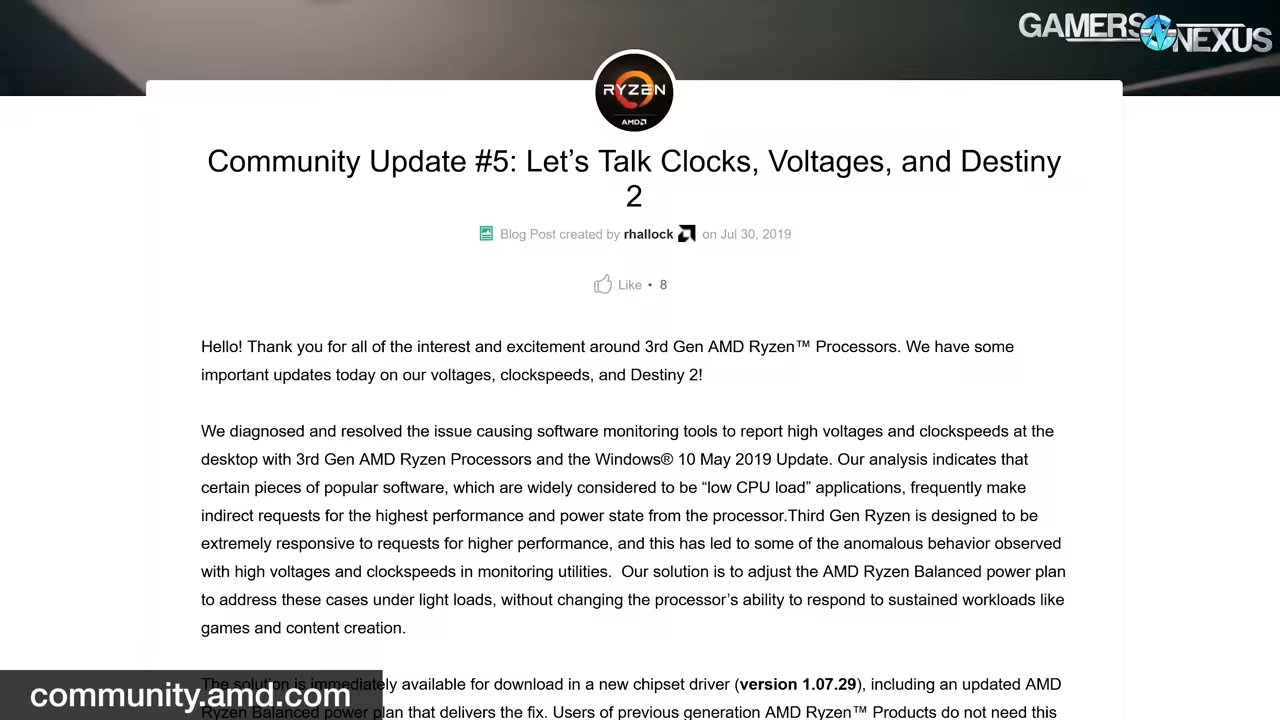 GAMERS NEXUS
RYZEN
AMD
Community Update #5: Let’s Talk Clocks, Voltages, and Destiny
2
Blog Post created by rhallock on Jul 30, 2019
Like • 8
Hello! Thank you for all of the interest and excitement around 3rd Gen AMD Ryzen™ Processors. We have some
important updates today on our voltages, clockspeeds, and Destiny 2!
We diagnosed and resolved the issue causing software monitoring tools to report high voltages and clockspeeds at the
desktop with 3rd Gen AMD Ryzen Processors and the Windows® 10 May 2019 Update. Our analysis indicates that
certain pieces of popular software, which are widely considered to be “low CPU load” applications, frequently make
indirect requests for the highest performance and power state from the processor.Third Gen Ryzen is designed to be
extremely responsive to requests for higher performance, and this has led to some of the anomalous behavior observed
with high voltages and clockspeeds in monitoring utilities.  Our solution is to adjust the AMD Ryzen Balanced power plan
to address these cases under light loads, without changing the processor’s ability to respond to sustained workloads like
games and content creation.
The solution is immediately available for download in a new chipset driver (version 1.07.29), including an updated AMD
Ryzen Balanced power plan that delivers the fix. Users of previous generation AMD Ryzen™ Products do not need this
community.amd.com